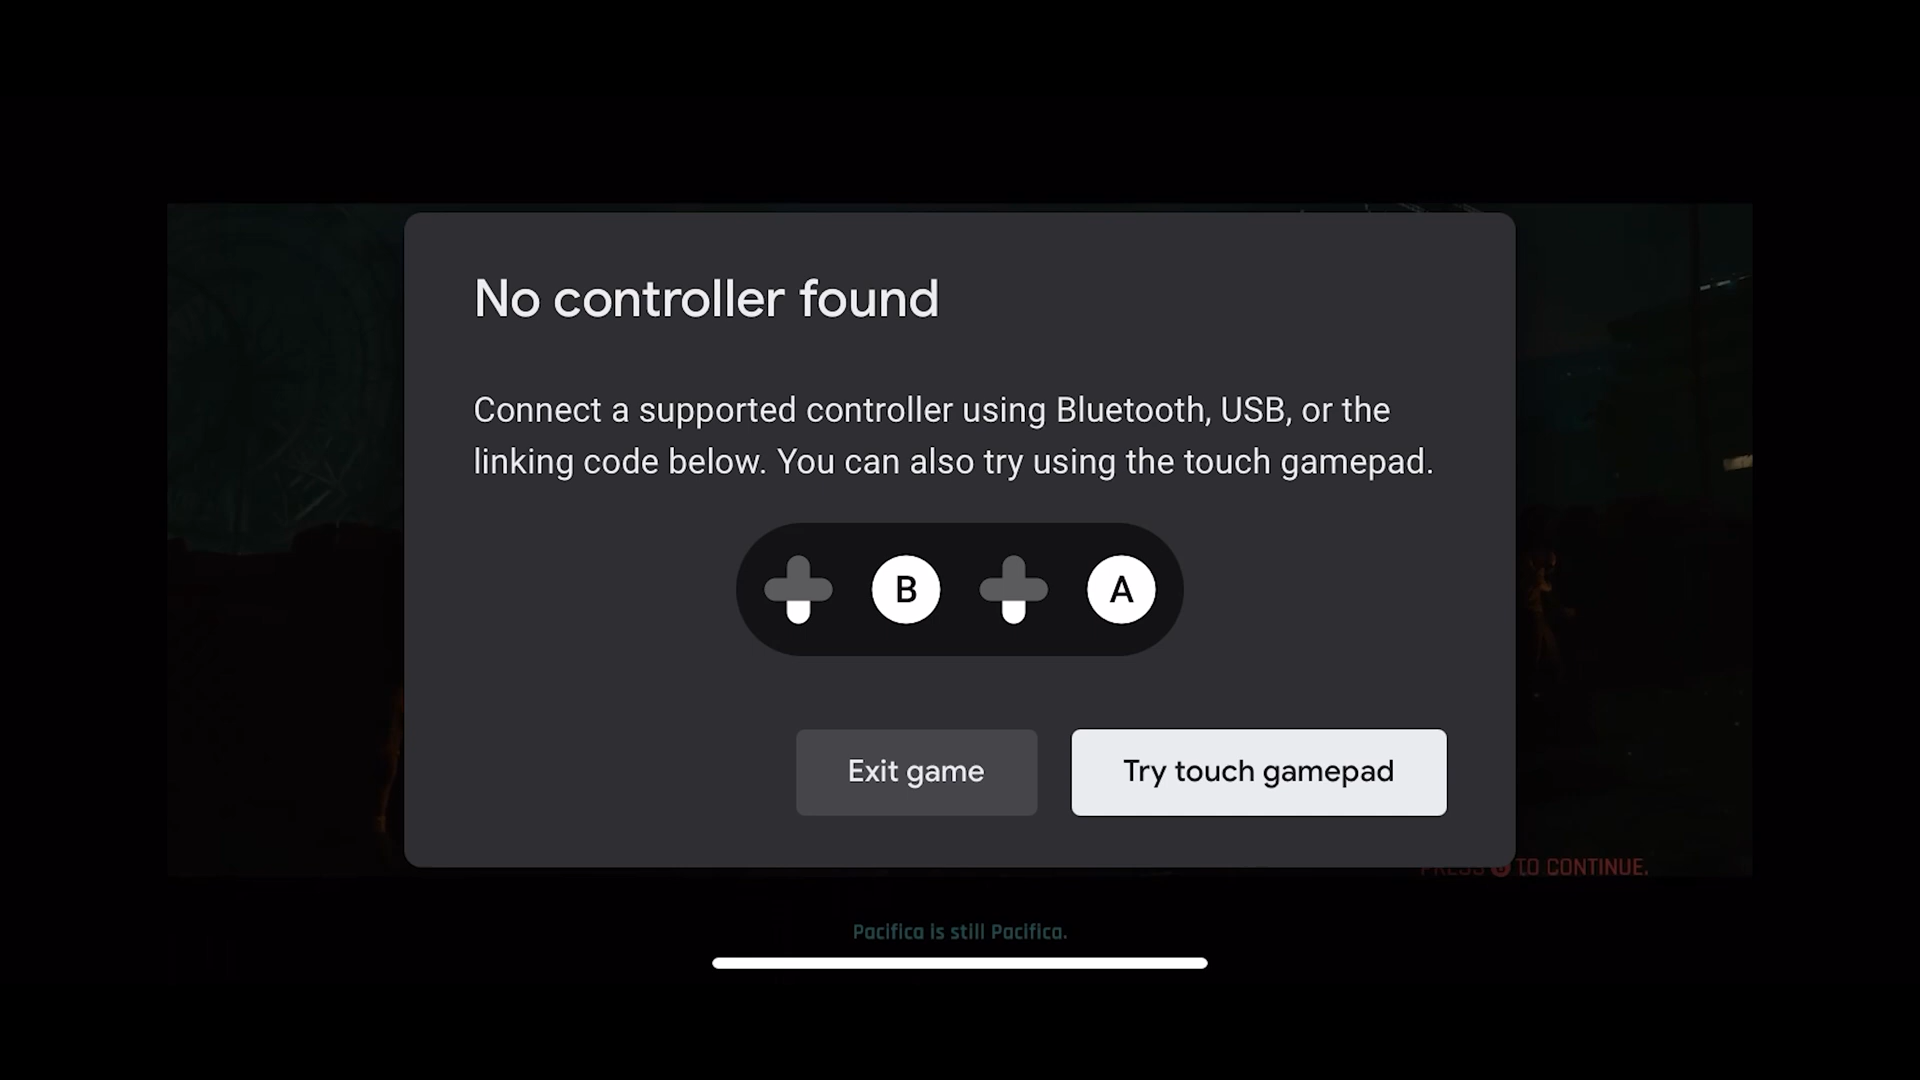 No controller found
Connect a supported controller using Bluetooth, USB, or the
linking code below. You can also try using the touch gamepad.
B A
Exit game Try touch gamepad
PRESS TO CONTINUE.
Pacifica is still Pacifica.